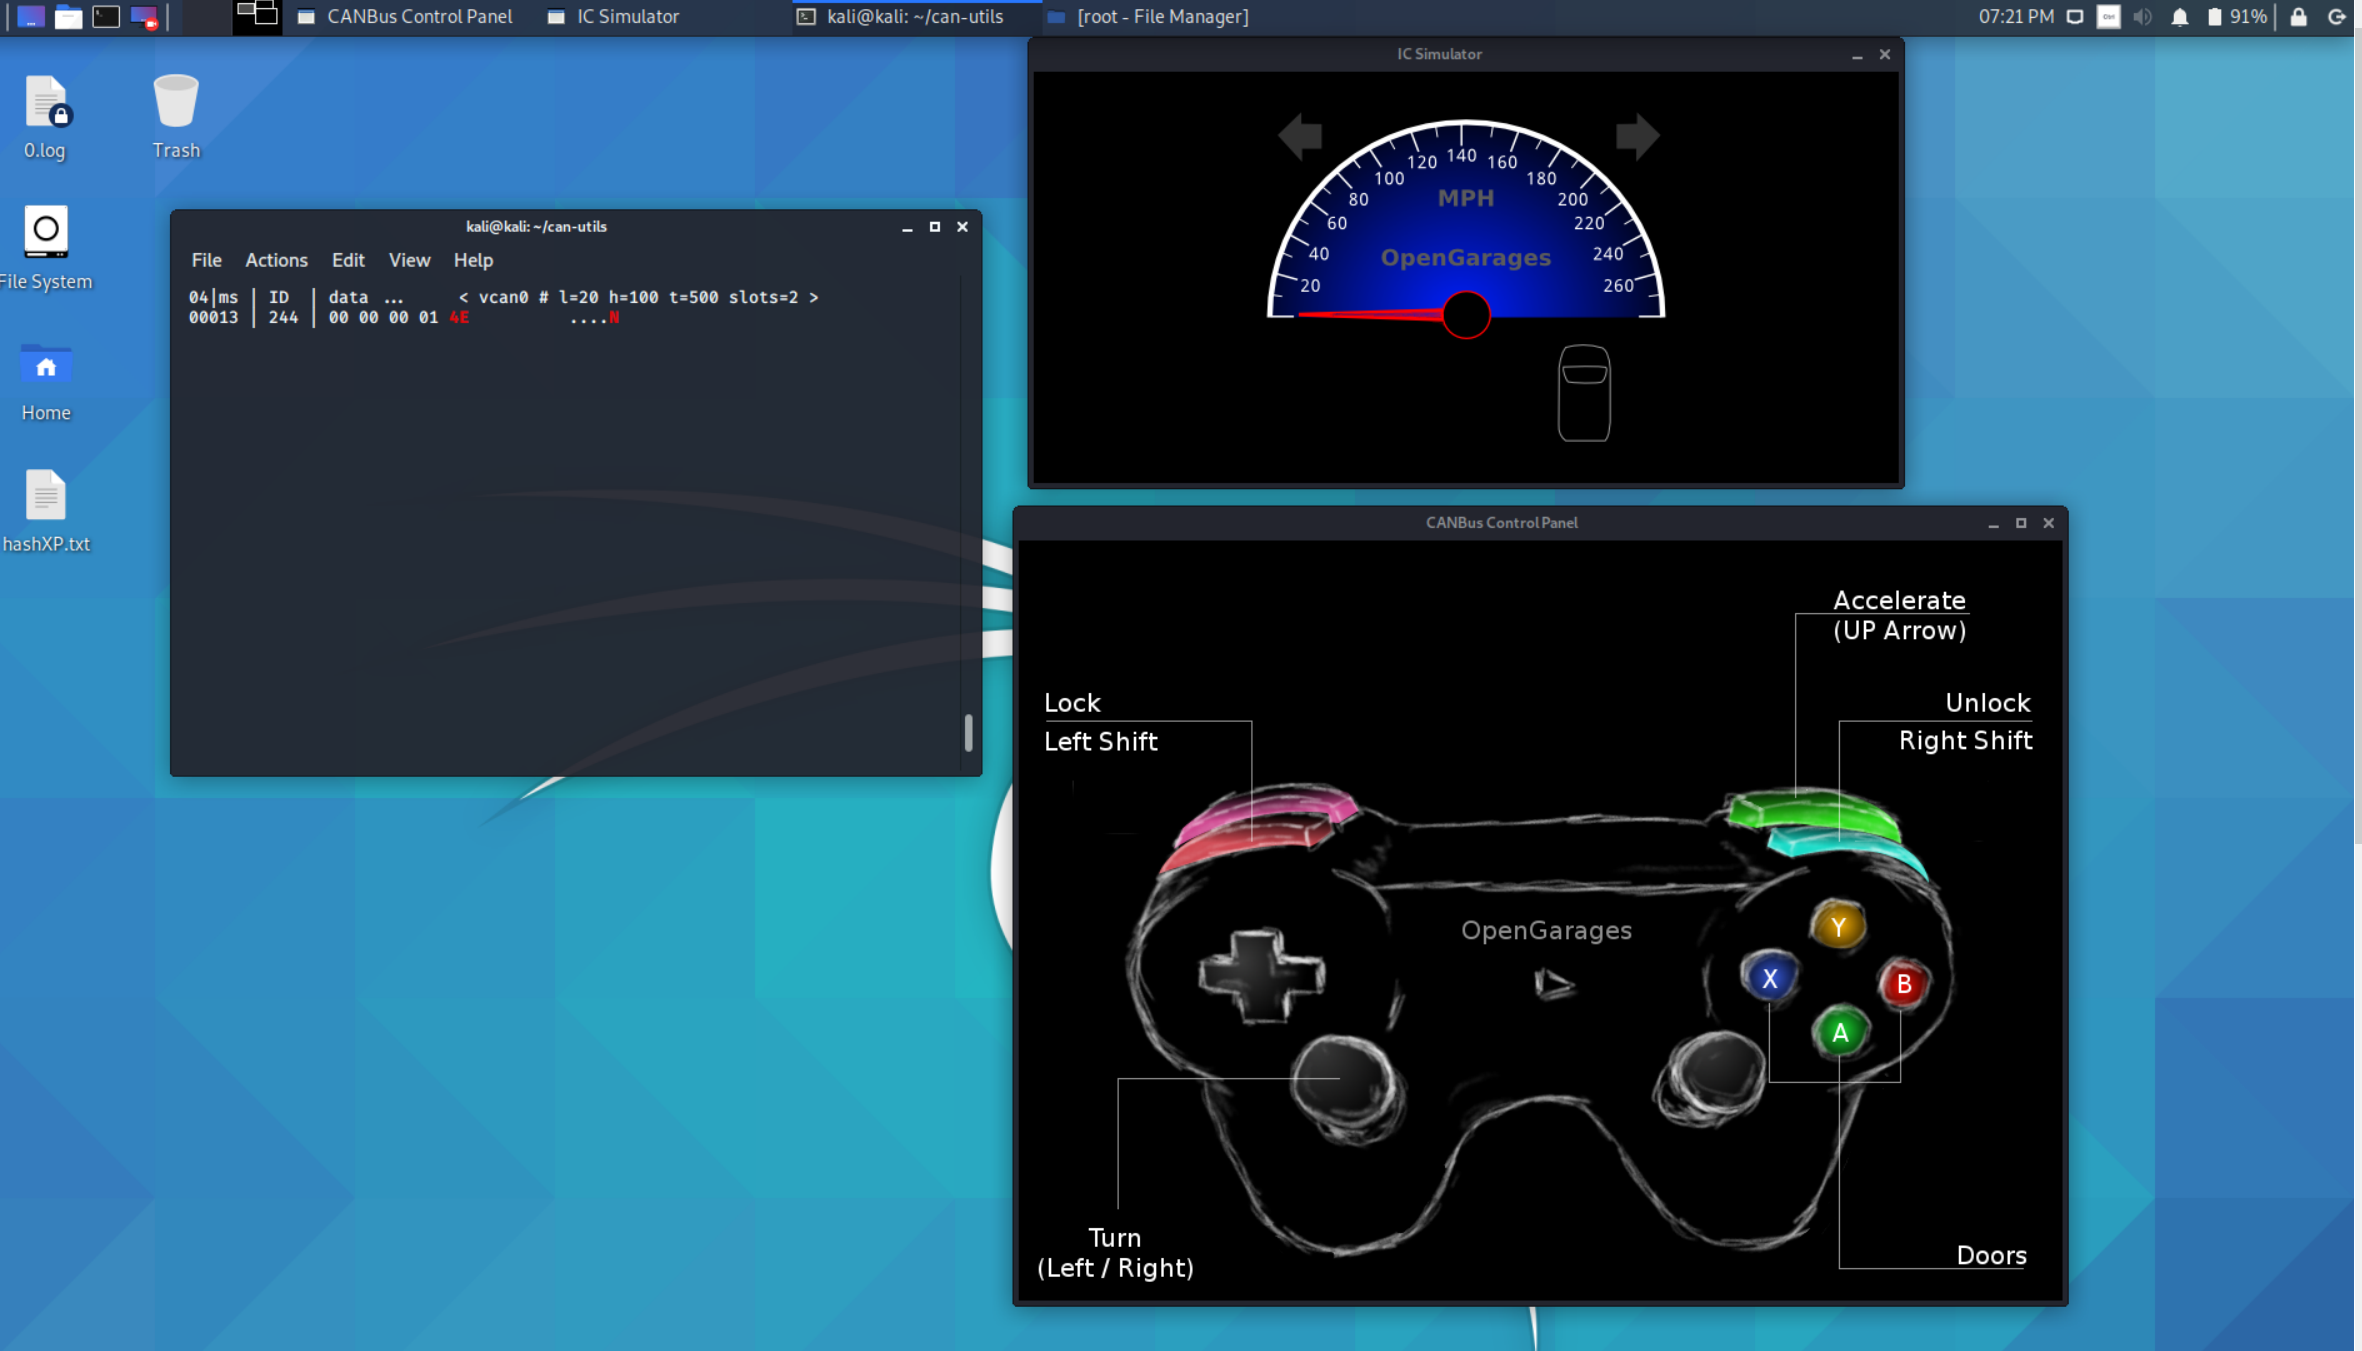 CANBus Control Panel
IC Simulator
kali@kali: ~/can-utils
[root - File Manager]
07:21 PM
91%
0.log
Trash
File System
Home
hashXP.txt
kali@kali: ~/can-utils
File Actions Edit View Help
04|ms | ID | data ... < vcan0 # l=20 h=100 t=500 slots=2 >
00013 | 244 | 00 00 00 01 4E ....N
IC Simulator
20 40 60 80 100 120 140 160 180 200 220 240 260
MPH
OpenGarages
CANBus Control Panel
Accelerate
(UP Arrow)
Lock
Left Shift
Unlock
Right Shift
OpenGarages
Y
X
B
A
Turn
(Left / Right)
Doors